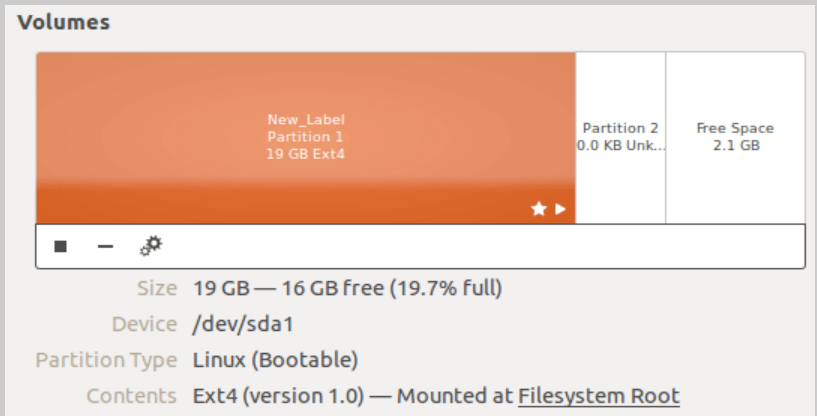 Volumes
New_Label
Partition 1
19 GB Ext4
Partition 2
0.0 KB Unk...
Free Space
2.1 GB
Size 19 GB — 16 GB free (19.7% full)
Device /dev/sda1
Partition Type Linux (Bootable)
Contents Ext4 (version 1.0) — Mounted at Filesystem Root